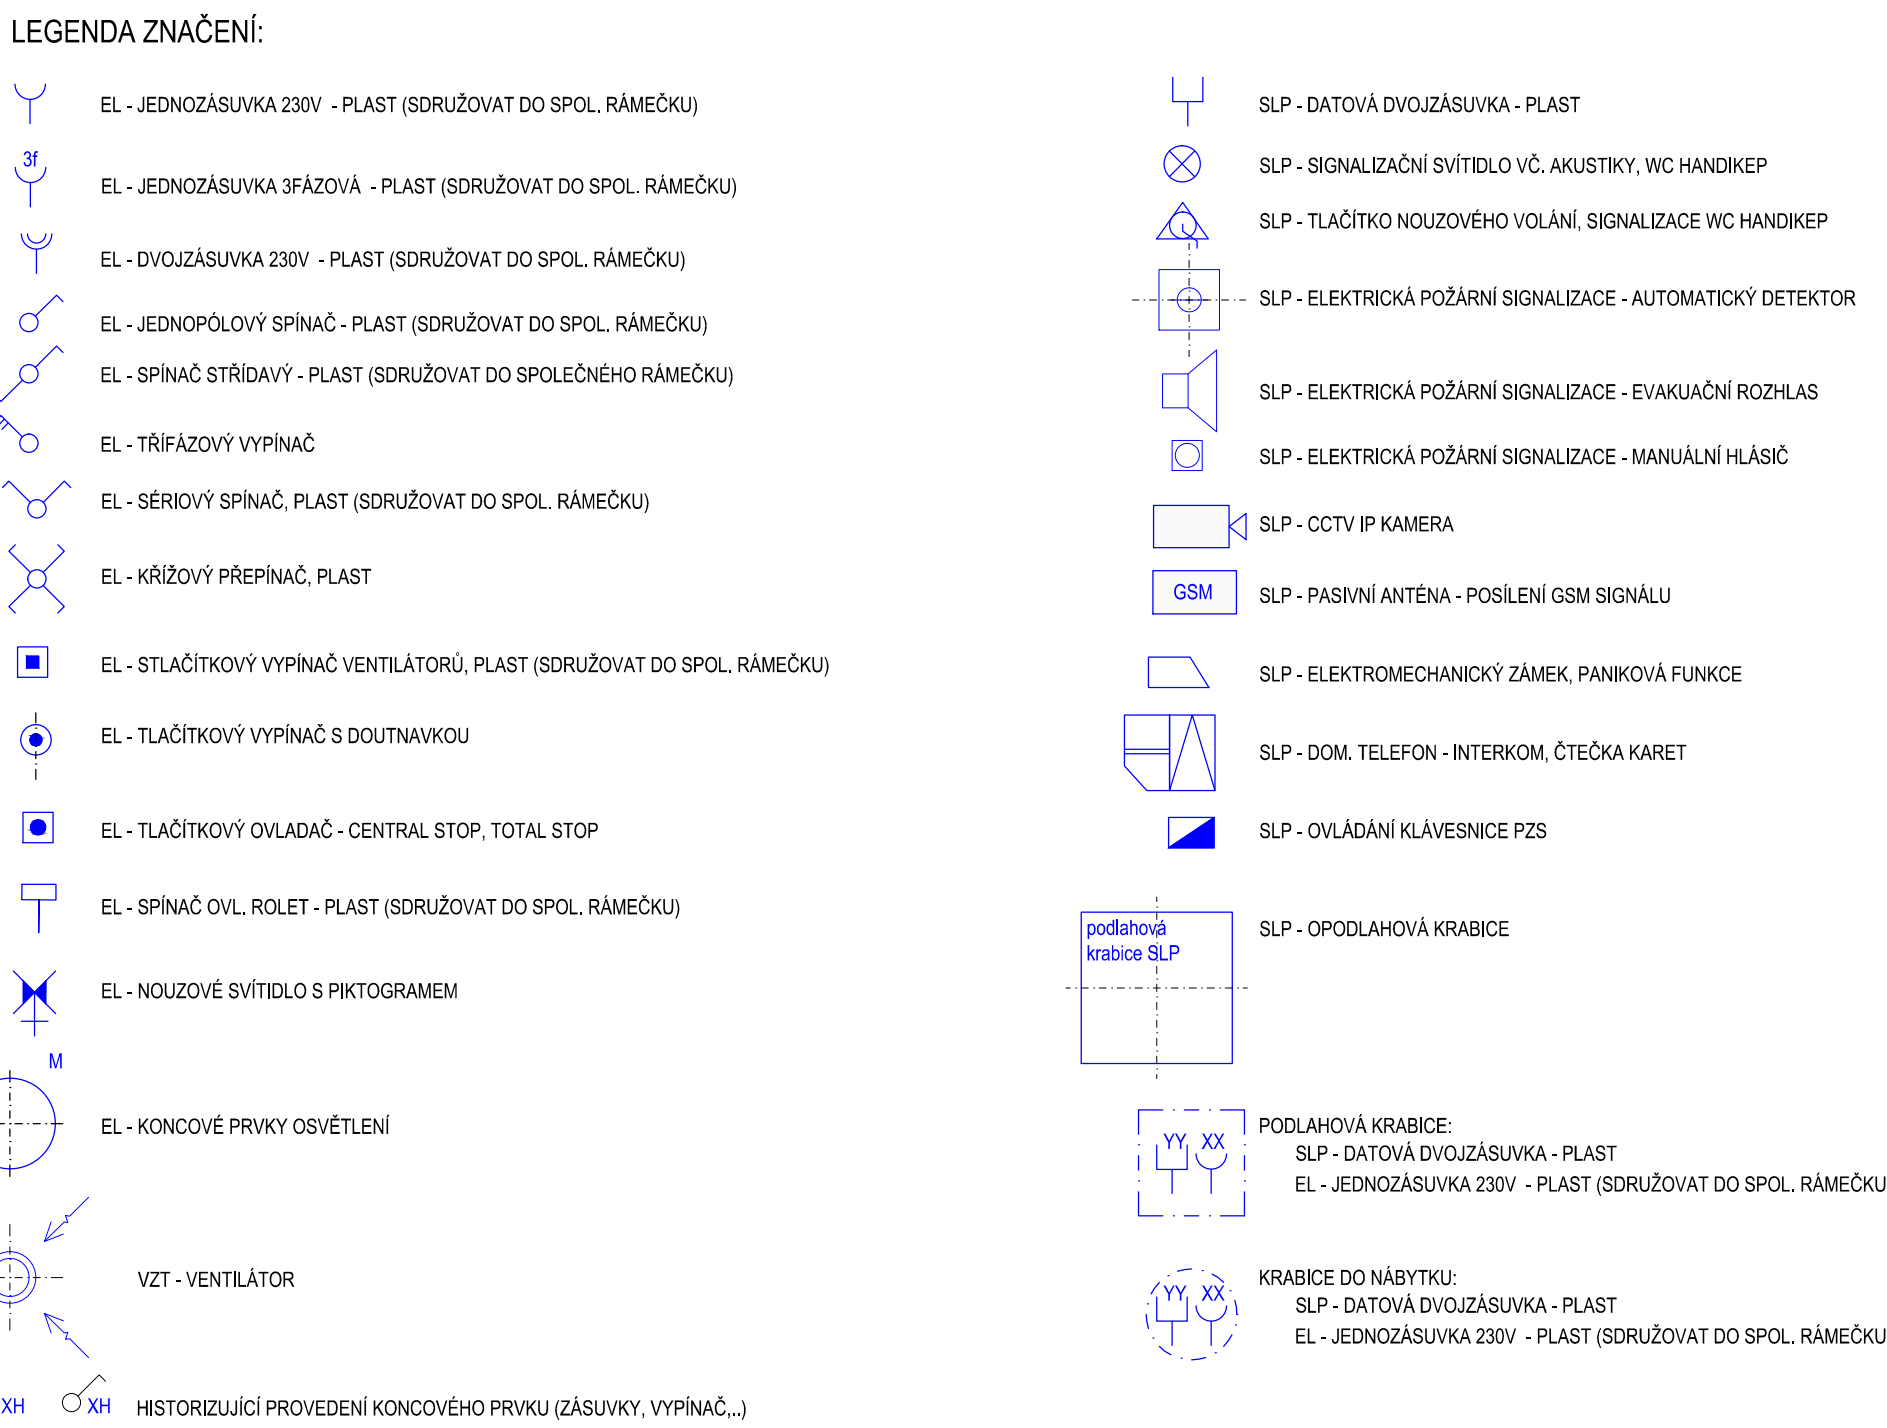 LEGENDA ZNAČENÍ:
EL - JEDNOZÁSUVKA 230V - PLAST (SDRUŽOVAT DO SPOL. RÁMEČKU)
3f
EL - JEDNOZÁSUVKA 3FÁZOVÁ - PLAST (SDRUŽOVAT DO SPOL. RÁMEČKU)
EL - DVOJZÁSUVKA 230V - PLAST (SDRUŽOVAT DO SPOL. RÁMEČKU)
EL - JEDNOPÓLOVÝ SPÍNAČ - PLAST (SDRUŽOVAT DO SPOL. RÁMEČKU)
EL - SPÍNAČ STŘÍDAVÝ - PLAST (SDRUŽOVAT DO SPOLEČNÉHO RÁMEČKU)
EL - TŘÍFÁZOVÝ VYPÍNAČ
EL - SÉRIOVÝ SPÍNAČ, PLAST (SDRUŽOVAT DO SPOL. RÁMEČKU)
EL - KŘÍŽOVÝ PŘEPÍNAČ, PLAST
EL - STLAČÍTKOVÝ VYPÍNAČ VENTILÁTORŮ, PLAST (SDRUŽOVAT DO SPOL. RÁMEČKU)
EL - TLAČÍTKOVÝ VYPÍNAČ S DOUTNAVKOU
EL - TLAČÍTKOVÝ OVLADAČ - CENTRAL STOP, TOTAL STOP
EL - SPÍNAČ OVL. ROLET - PLAST (SDRUŽOVAT DO SPOL. RÁMEČKU)
EL - NOUZOVÉ SVÍTIDLO S PIKTOGRAMEM
M
EL - KONCOVÉ PRVKY OSVĚTLENÍ
VZT - VENTILÁTOR
XH XH HISTORIZUJÍCÍ PROVEDENÍ KONCOVÉHO PRVKU (ZÁSUVKY, VYPÍNAČ,..)
SLP - DATOVÁ DVOJZÁSUVKA - PLAST
SLP - SIGNALIZAČNÍ SVÍTIDLO VČ. AKUSTIKY, WC HANDIKEP
SLP - TLAČÍTKO NOUZOVÉHO VOLÁNÍ, SIGNALIZACE WC HANDIKEP
SLP - ELEKTRICKÁ POŽÁRNÍ SIGNALIZACE - AUTOMATICKÝ DETEKTOR
SLP - ELEKTRICKÁ POŽÁRNÍ SIGNALIZACE - EVAKUAČNÍ ROZHLAS
SLP - ELEKTRICKÁ POŽÁRNÍ SIGNALIZACE - MANUÁLNÍ HLÁSIČ
SLP - CCTV IP KAMERA
GSM SLP - PASIVNÍ ANTÉNA - POSÍLENÍ GSM SIGNÁLU
SLP - ELEKTROMECHANICKÝ ZÁMEK, PANIKOVÁ FUNKCE
SLP - DOM. TELEFON - INTERKOM, ČTEČKA KARET
SLP - OVLÁDÁNÍ KLÁVESNICE PZS
podlahová
krabice SLP
SLP - OPODLAHOVÁ KRABICE
PODLAHOVÁ KRABICE:
YY XX
SLP - DATOVÁ DVOJZÁSUVKA - PLAST
EL - JEDNOZÁSUVKA 230V - PLAST (SDRUŽOVAT DO SPOL. RÁMEČKU
KRABICE DO NÁBYTKU:
YY XX
SLP - DATOVÁ DVOJZÁSUVKA - PLAST
EL - JEDNOZÁSUVKA 230V - PLAST (SDRUŽOVAT DO SPOL. RÁMEČKU